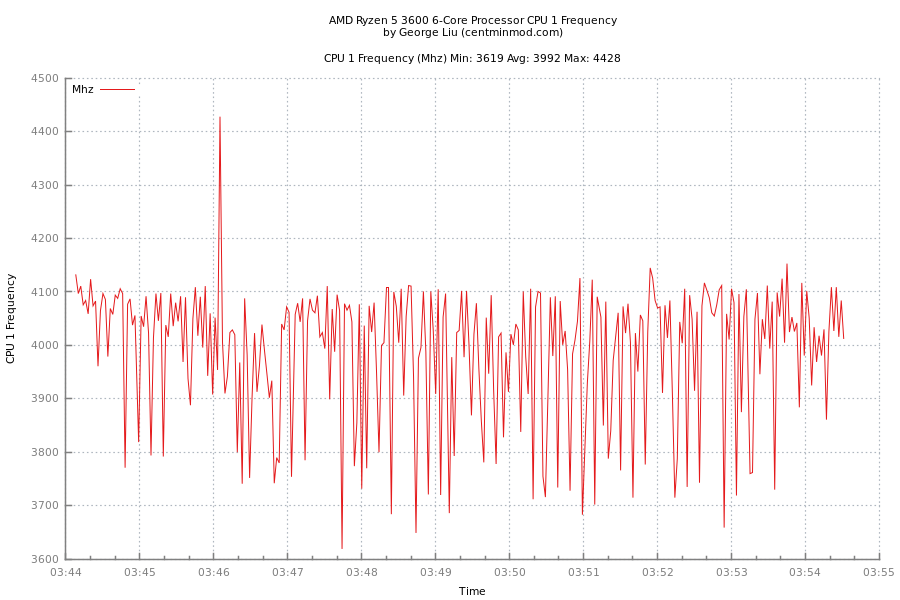 AMD Ryzen 5 3600 6-Core Processor CPU 1 Frequency
by George Liu (centminmod.com)
CPU 1 Frequency (Mhz) Min: 3619 Avg: 3992 Max: 4428
Mhz
4500
4400
4300
4200
4100
4000
3900
3800
3700
3600
CPU 1 Frequency
03:44 03:45 03:46 03:47 03:48 03:49 03:50 03:51 03:52 03:53 03:54 03:55
Time